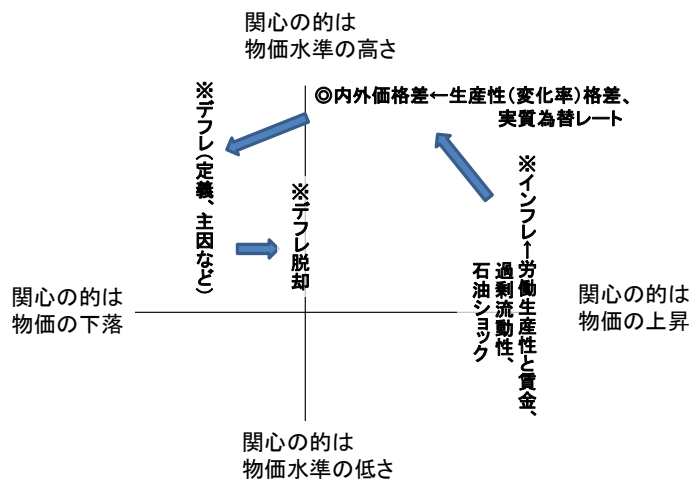 関心の的は
物価水準の高さ
◎内外価格差←生産性(変化率)格差、
実質為替レート
※デフレ(定義、主因など)
※デフレ脱却
※インフレ←労働生産性と賃金、
過剰流動性、
石油ショック
関心の的は
物価の下落
関心の的は
物価の上昇
関心の的は
物価水準の低さ